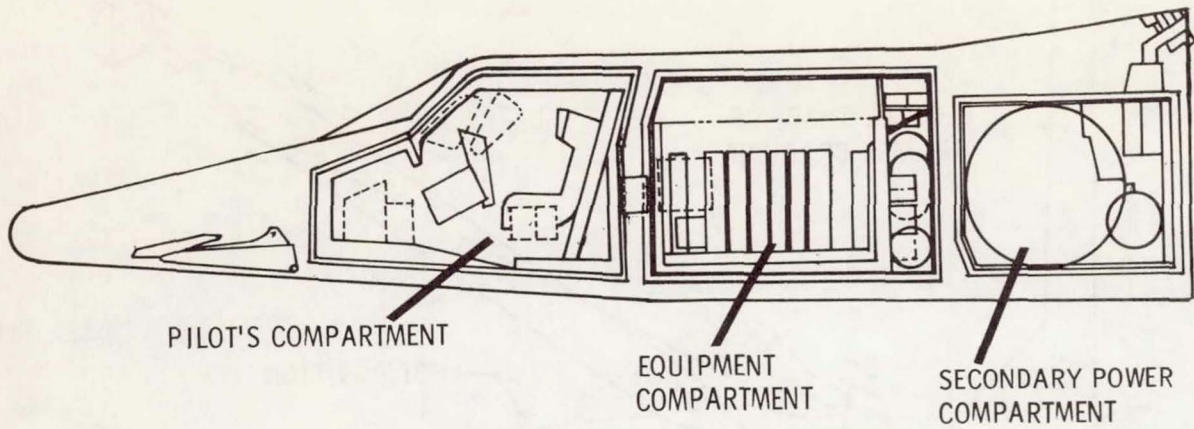 PILOT'S COMPARTMENT
EQUIPMENT
COMPARTMENT
SECONDARY POWER
COMPARTMENT